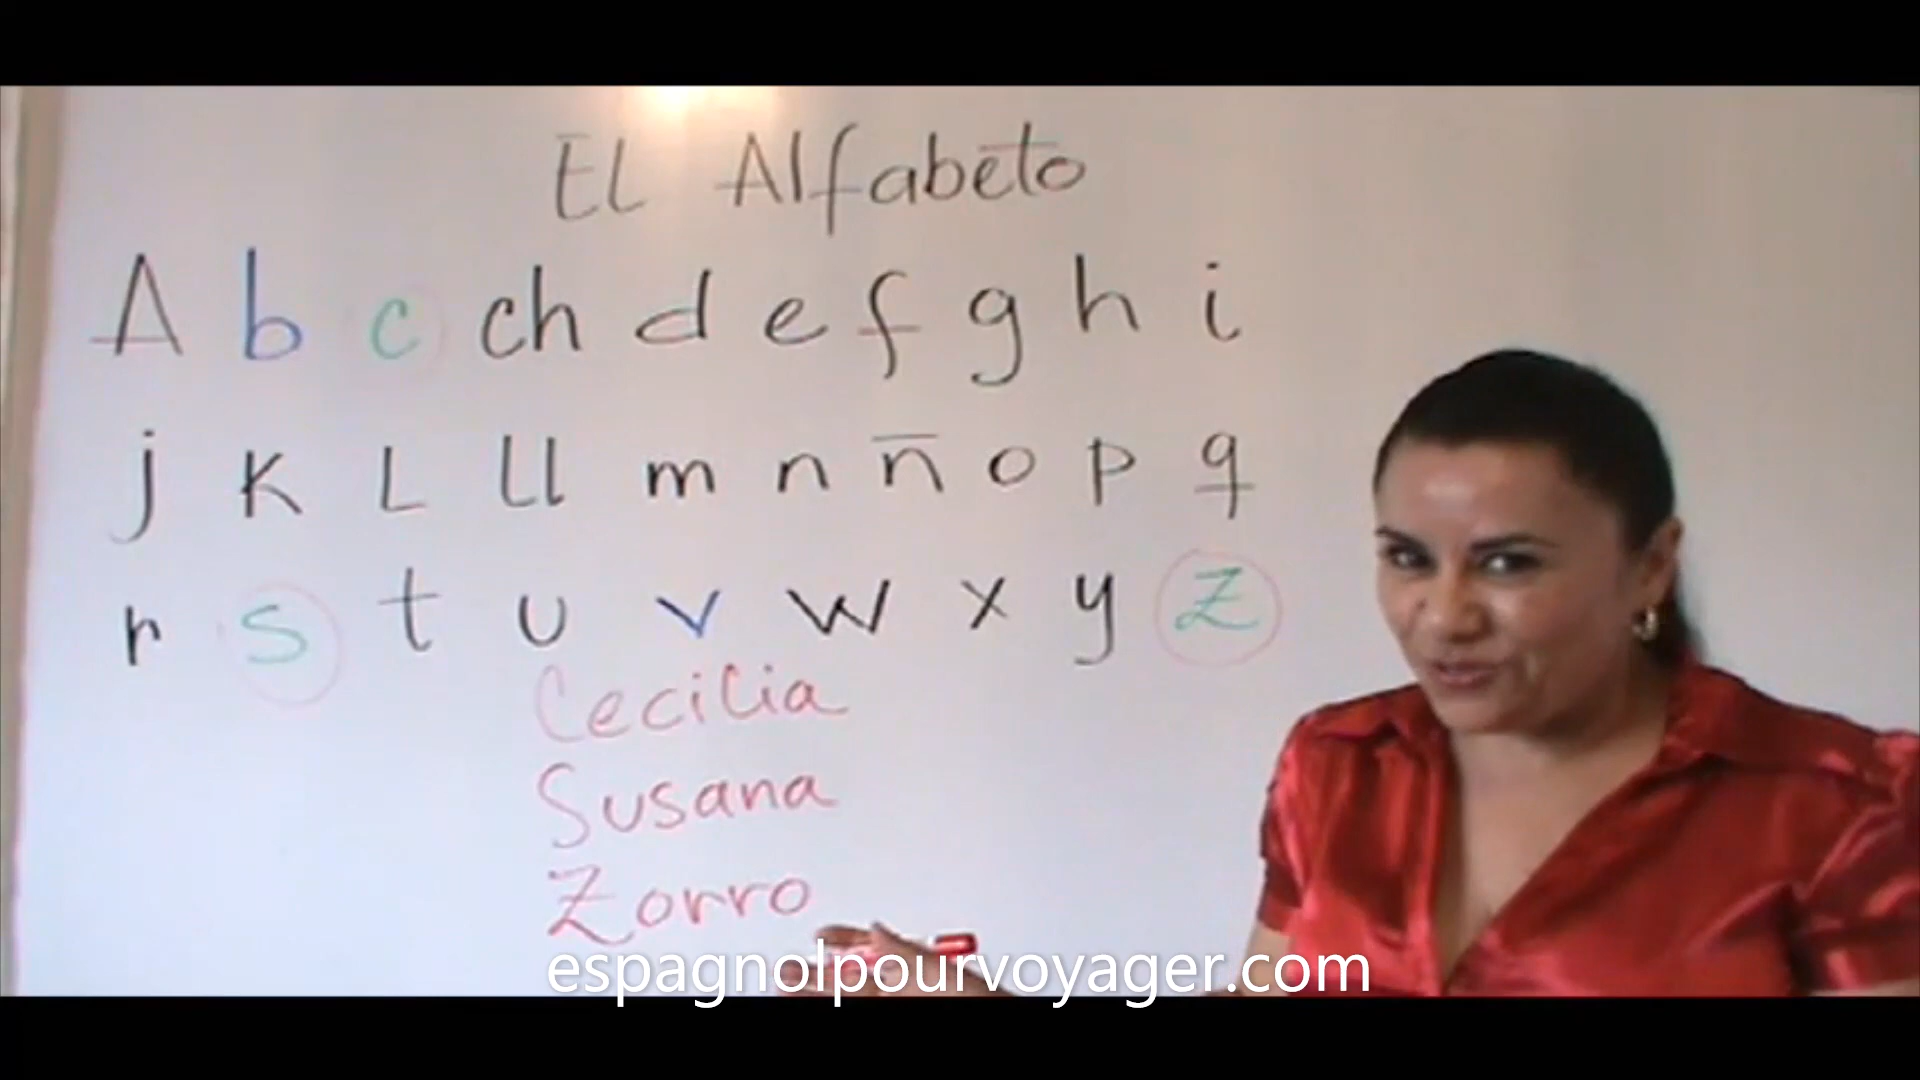 El Alfabeto
A b c ch d e f g h i
j K L ll m n ñ o p q
r s t u v w x y z
Cecilia
Susana
Zorro
espagnolpourvoyager.com